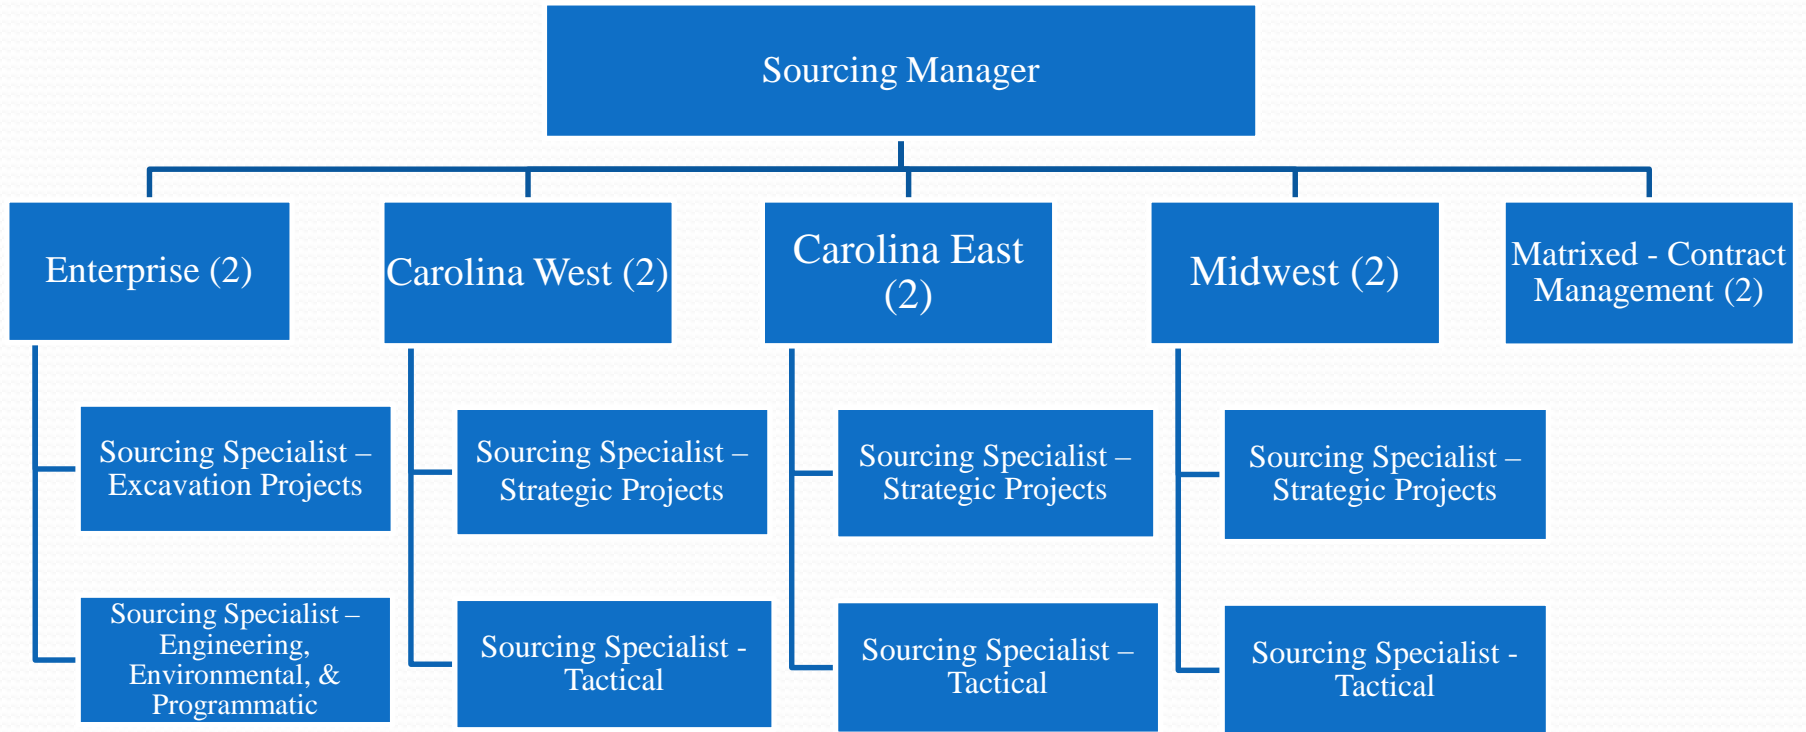 Sourcing Manager
Enterprise (2)
Carolina West (2)
Carolina East
(2)
Midwest (2)
Matrixed - Contract
Management (2)
Sourcing Specialist –
Excavation Projects
Sourcing Specialist –
Strategic Projects
Sourcing Specialist –
Strategic Projects
Sourcing Specialist –
Strategic Projects
Sourcing Specialist –
Engineering,
Environmental, &
Programmatic
Sourcing Specialist -
Tactical
Sourcing Specialist –
Tactical
Sourcing Specialist -
Tactical